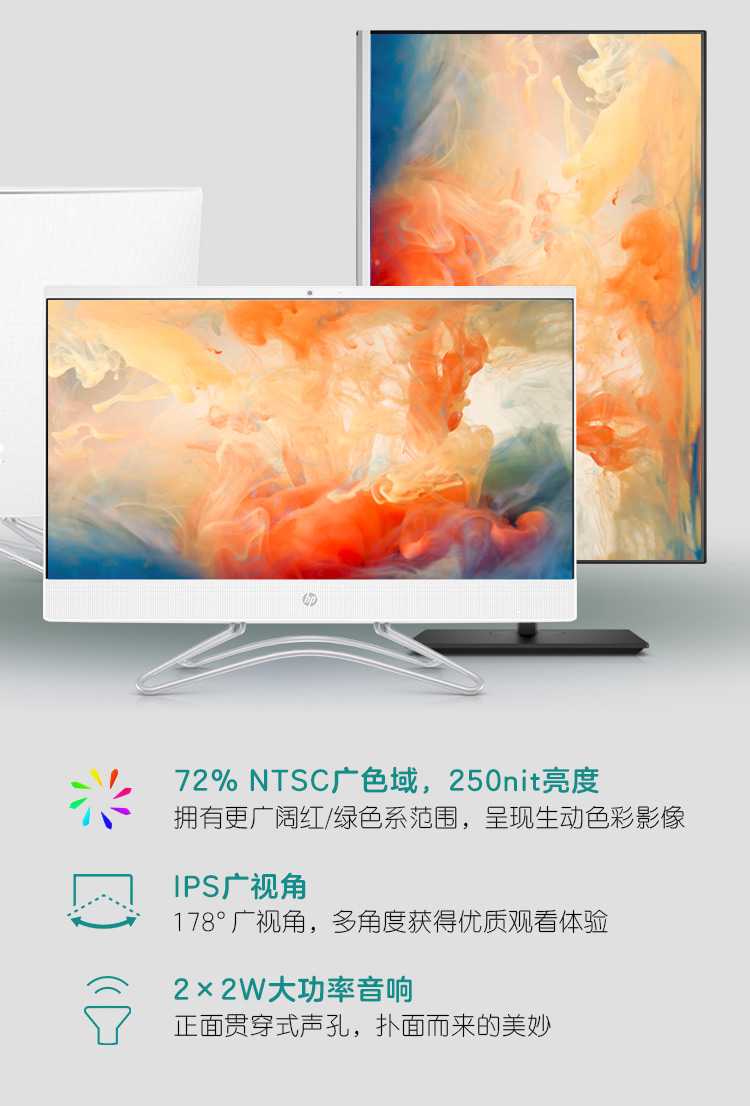 hp
72% NTSC广色域，250nit亮度
拥有更广阔红/绿色系范围，呈现生动色彩影像
IPS广视角
178°广视角，多角度获得优质观看体验
2×2W大功率音响
正面贯穿式声孔，扑面而来的美妙